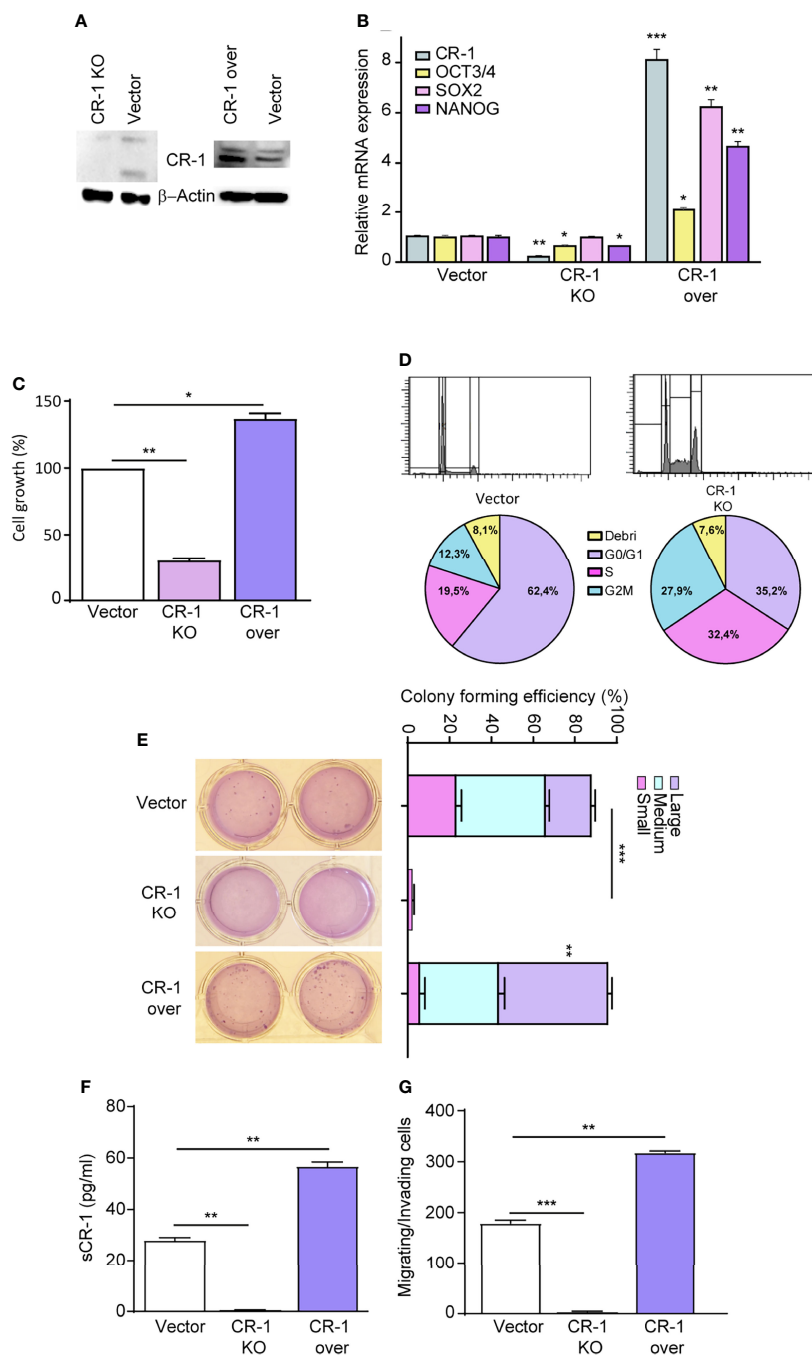 A
CR-1 KO
Vector
CR-1 over
Vector
CR-1
β–Actin
B
Relative mRNA expression
8
6
4
2
0
CR-1
OCT3/4
SOX2
NANOG
**
*
*
***
*
**
**
Vector
CR-1 KO
CR-1 over
C
Cell growth (%)
150
100
50
0
*
**
Vector
CR-1 KO
CR-1 over
D
Vector
CR-1 KO
8,1%
12,3%
19,5%
62,4%
Debri
G0/G1
S
G2M
7,6%
27,9%
35,2%
32,4%
E
Vector
CR-1 KO
CR-1 over
Colony forming efficiency (%)
0
20
40
60
80
100
Large
Medium
Small
***
**
F
sCR-1 (pg/ml)
80
60
40
20
0
**
**
Vector
CR-1 KO
CR-1 over
G
Migrating/Invading cells
400
300
200
100
0
**
***
Vector
CR-1 KO
CR-1 over